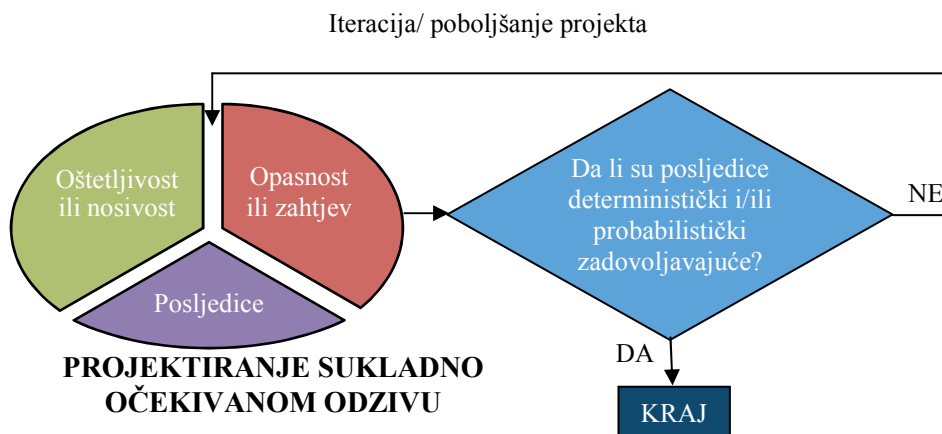 Iteracija/ poboljšanje projekta
Oštetljivost
ili nosivost
Opasnost
ili zahtjev
Posljedice
PROJEKTIRANJE SUKLADNO
OČEKIVANOM ODZIVU
Da li su posljedice
deterministički i/ili
probabilistički
zadovoljavajuće?
NE
DA
KRAJ